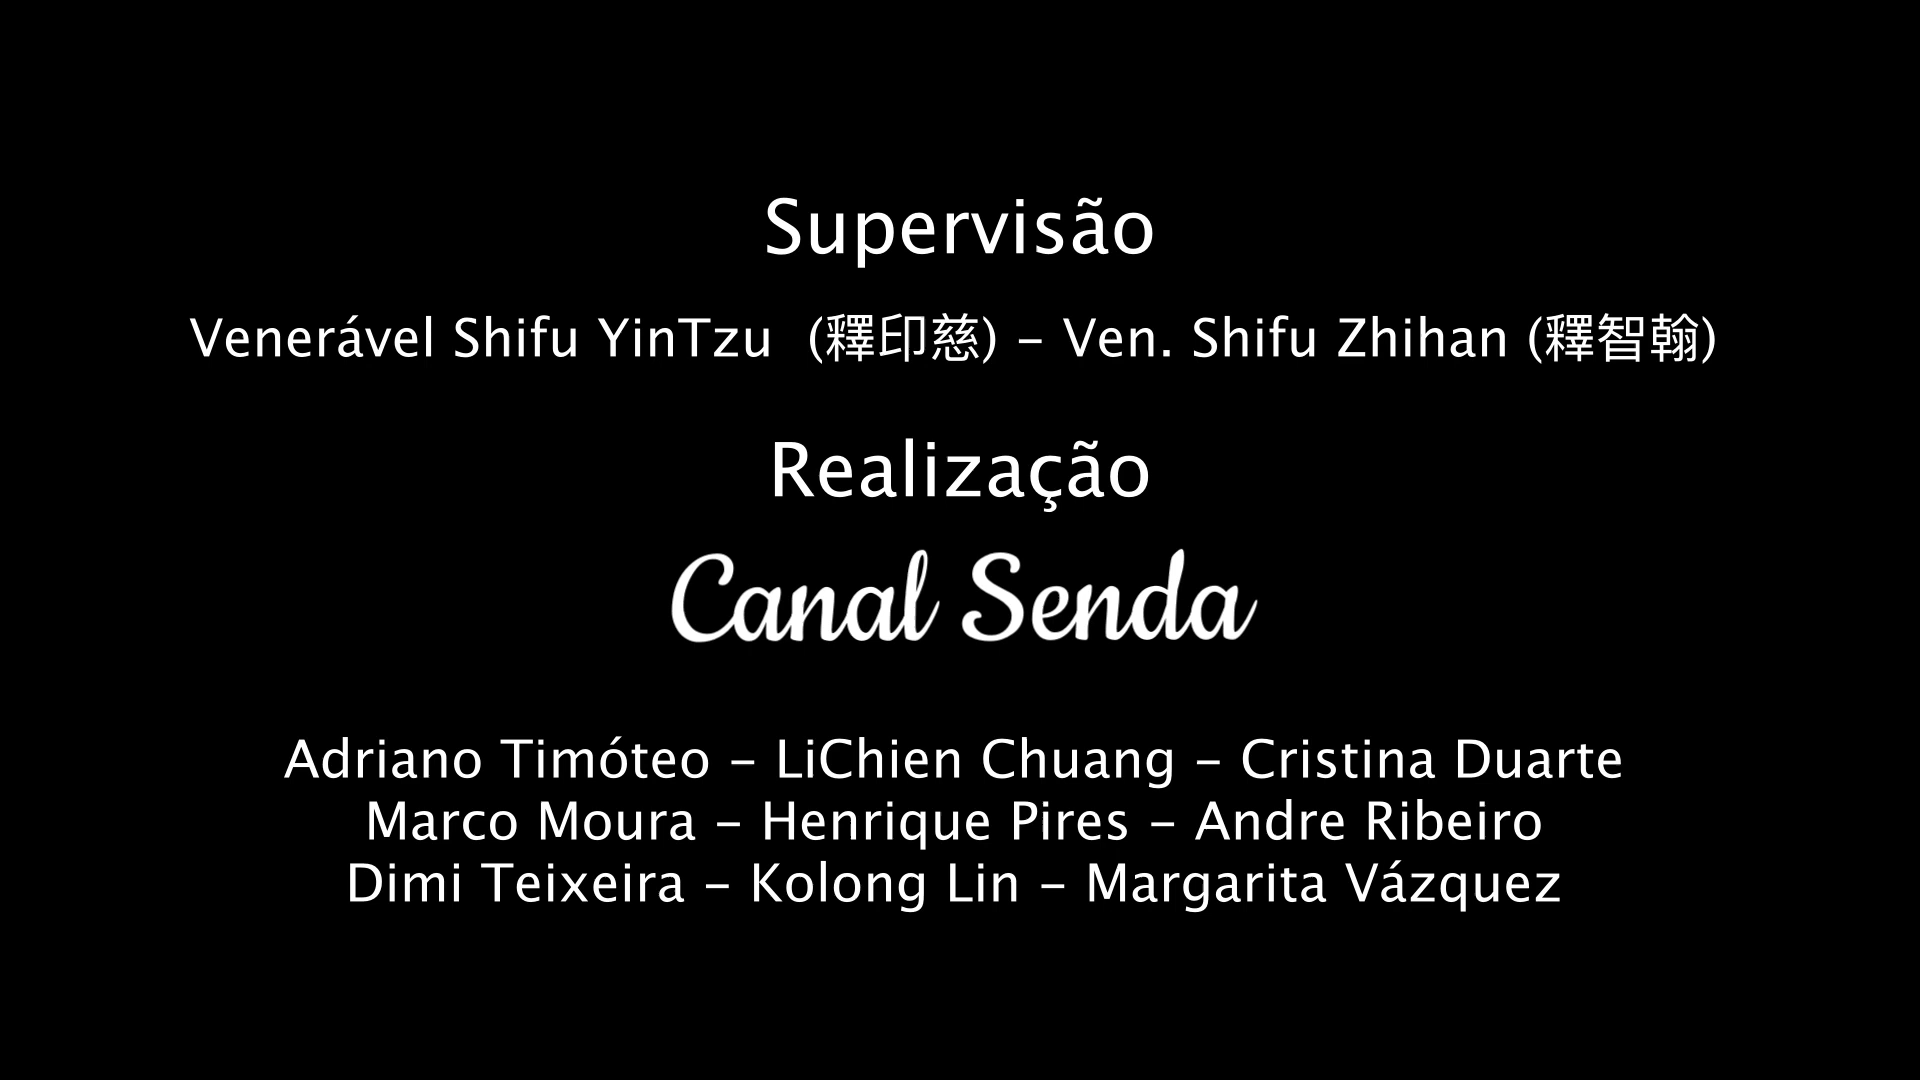 Supervisão
Venerável Shifu YinTzu (釋印慈) – Ven. Shifu Zhihan (釋智翰)
Realização
Canal Senda
Adriano Timóteo – LiChien Chuang – Cristina Duarte
Marco Moura – Henrique Pires – Andre Ribeiro
Dimi Teixeira – Kolong Lin – Margarita Vázquez